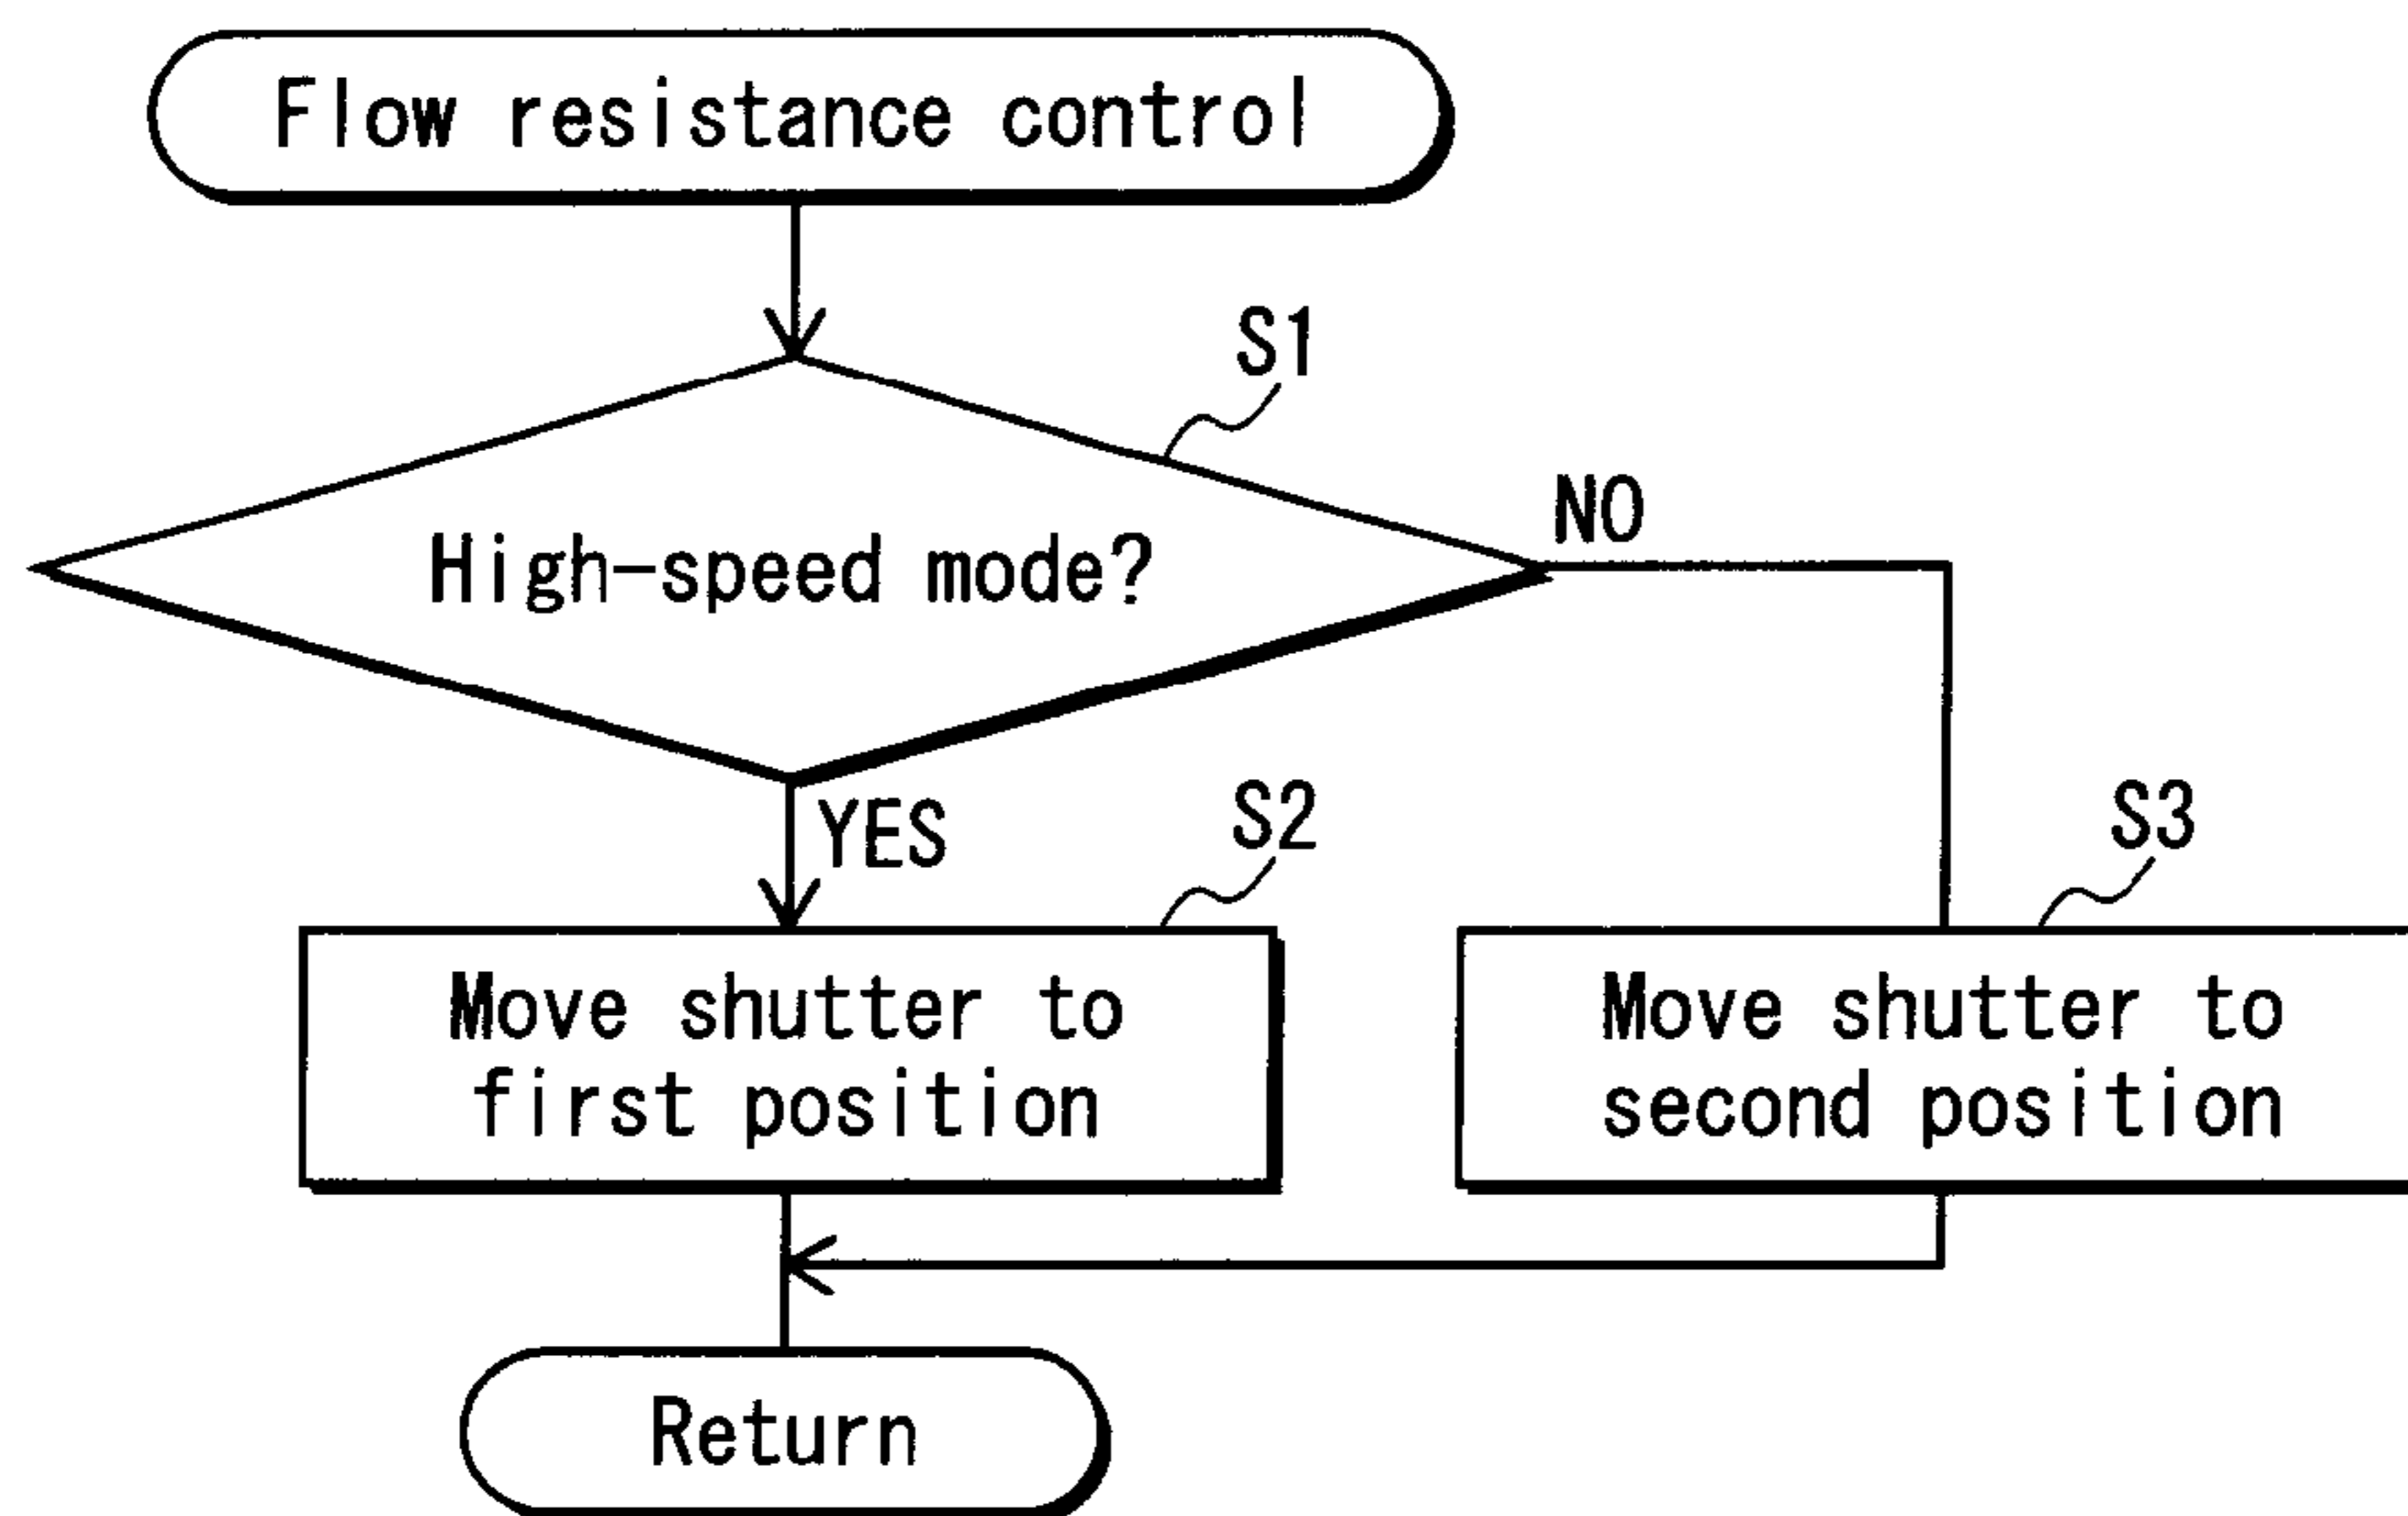 Flow resistance control
S1
High-speed mode?
NO
YES
S2
S3
Move shutter to
first position
Move shutter to
second position
Return